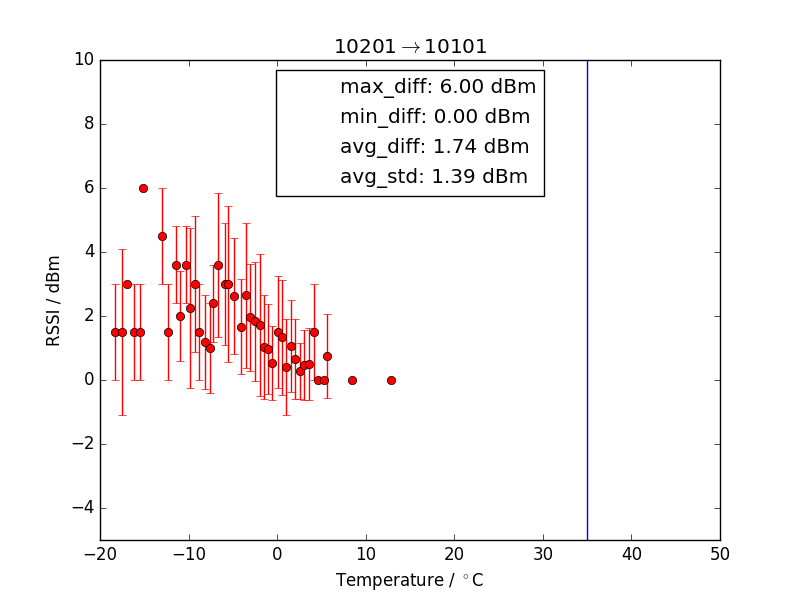 10201→10101
max_diff: 6.00 dBm
min_diff: 0.00 dBm
avg_diff: 1.74 dBm
avg_std: 1.39 dBm
10
8
6
4
2
0
−2
−4
RSSI / dBm
−20 −10 0 10 20 30 40 50
Temperature / °C